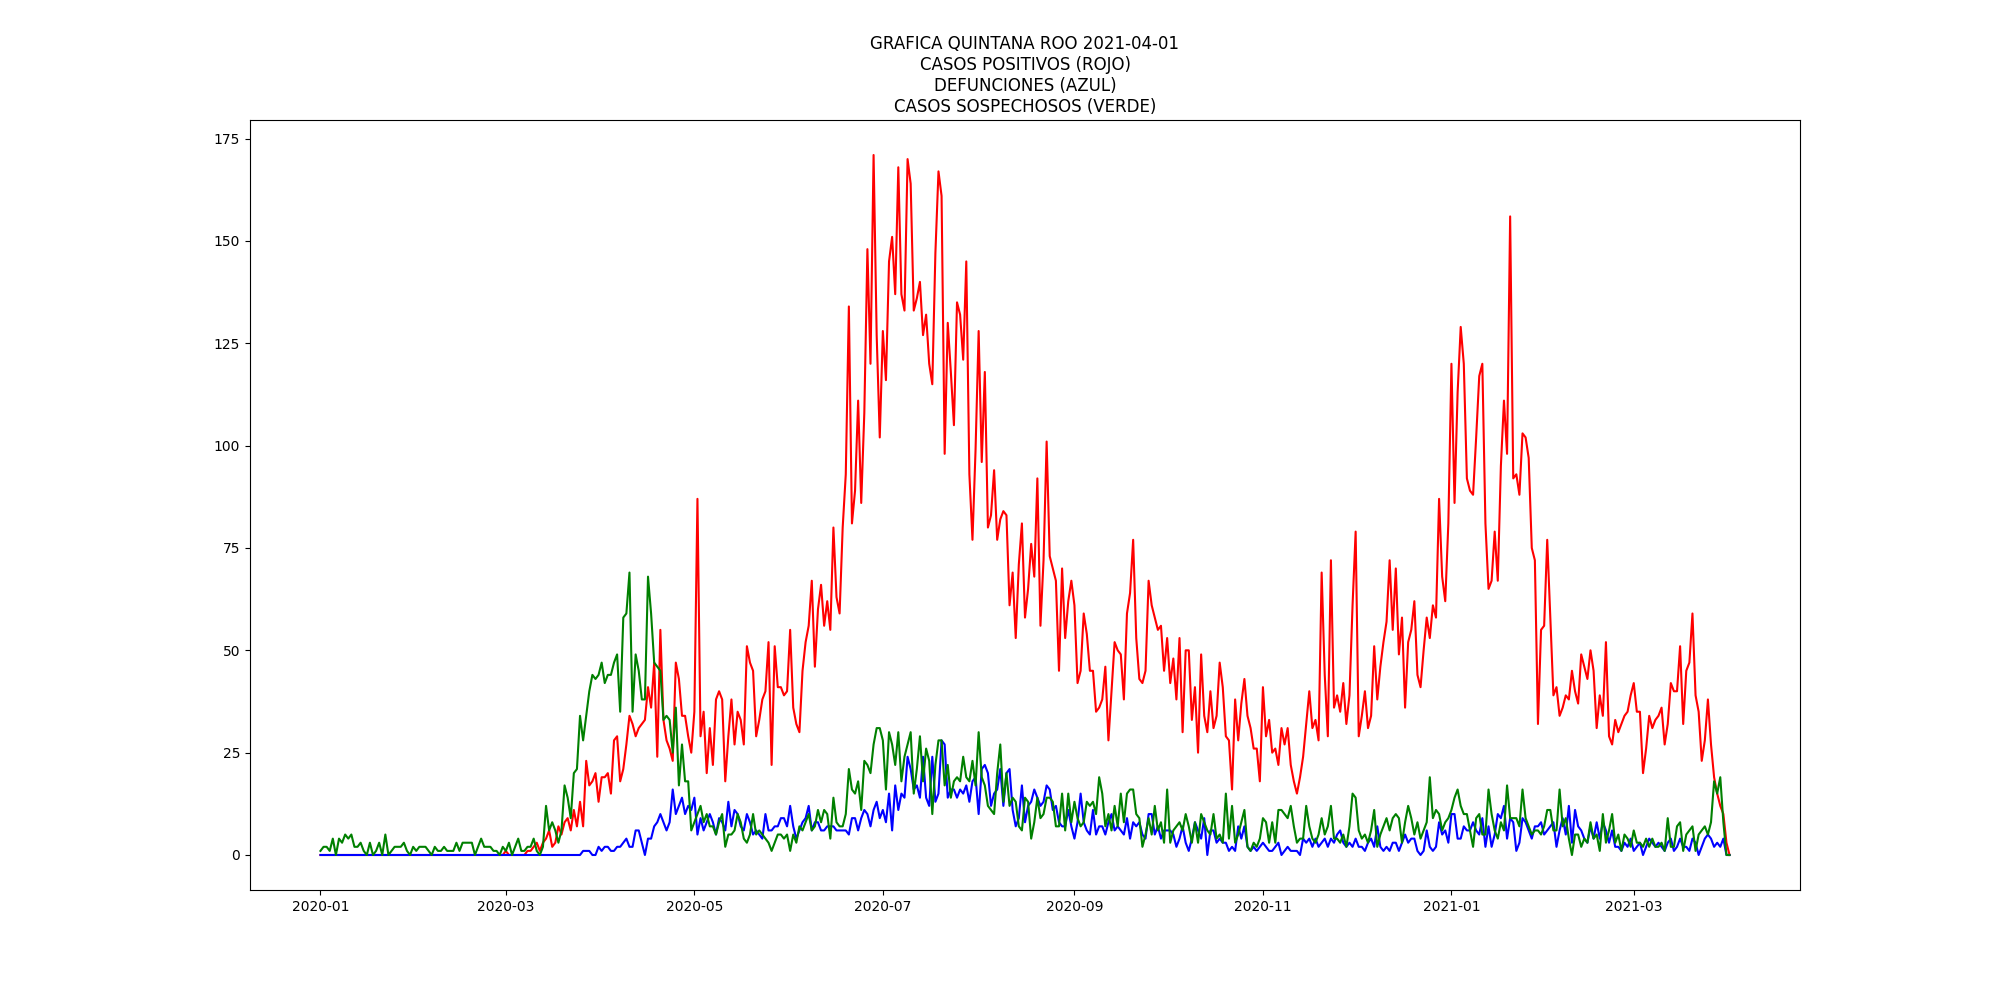 GRAFICA QUINTANA ROO 2021-04-01
CASOS POSITIVOS (ROJO)
DEFUNCIONES (AZUL)
CASOS SOSPECHOSOS (VERDE)
175
150
125
100
75
50
25
0
2020-01 2020-03 2020-05 2020-07 2020-09 2020-11 2021-01 2021-03